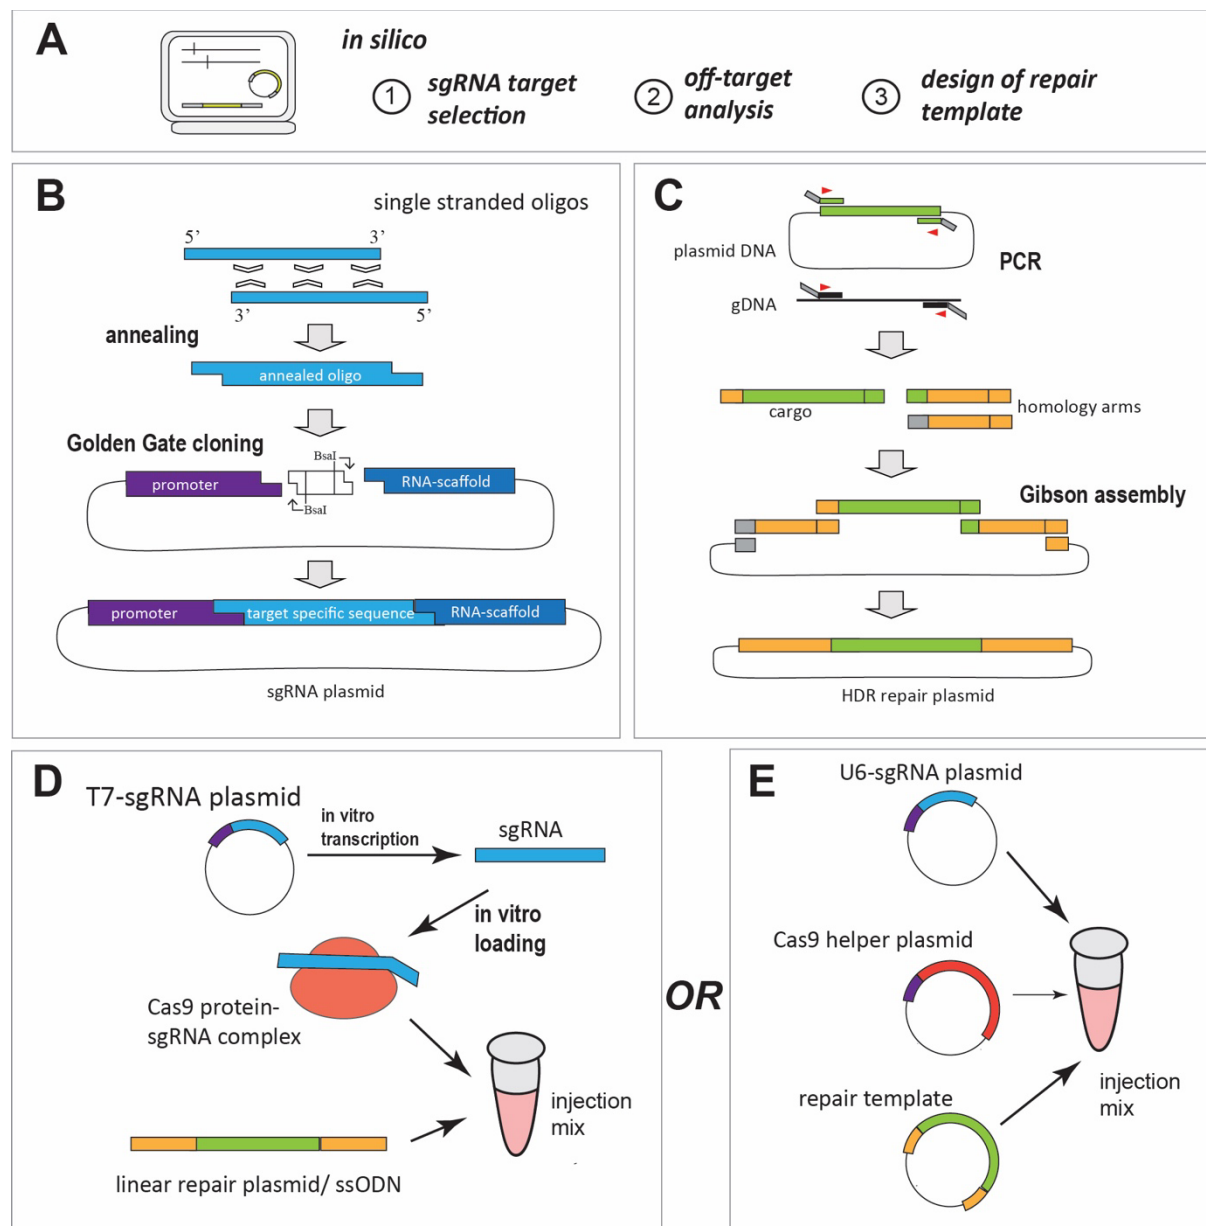 A
in silico
1 sgRNA target
selection
2 off-target
analysis
3 design of repair
template
B
single stranded oligos
5’ 3’
3’ 5’
annealing
annealed oligo
Golden Gate cloning
BsaI
promoter
RNA-scaffold
BsaI
promoter
target specific sequence
RNA-scaffold
sgRNA plasmid
C
plasmid DNA
PCR
gDNA
cargo
homology arms
Gibson assembly
HDR repair plasmid
D
T7-sgRNA plasmid
in vitro
transcription
sgRNA
in vitro
loading
Cas9 protein-
sgRNA complex
injection
mix
linear repair plasmid/ ssODN
OR
E
U6-sgRNA plasmid
Cas9 helper plasmid
repair template
injection
mix